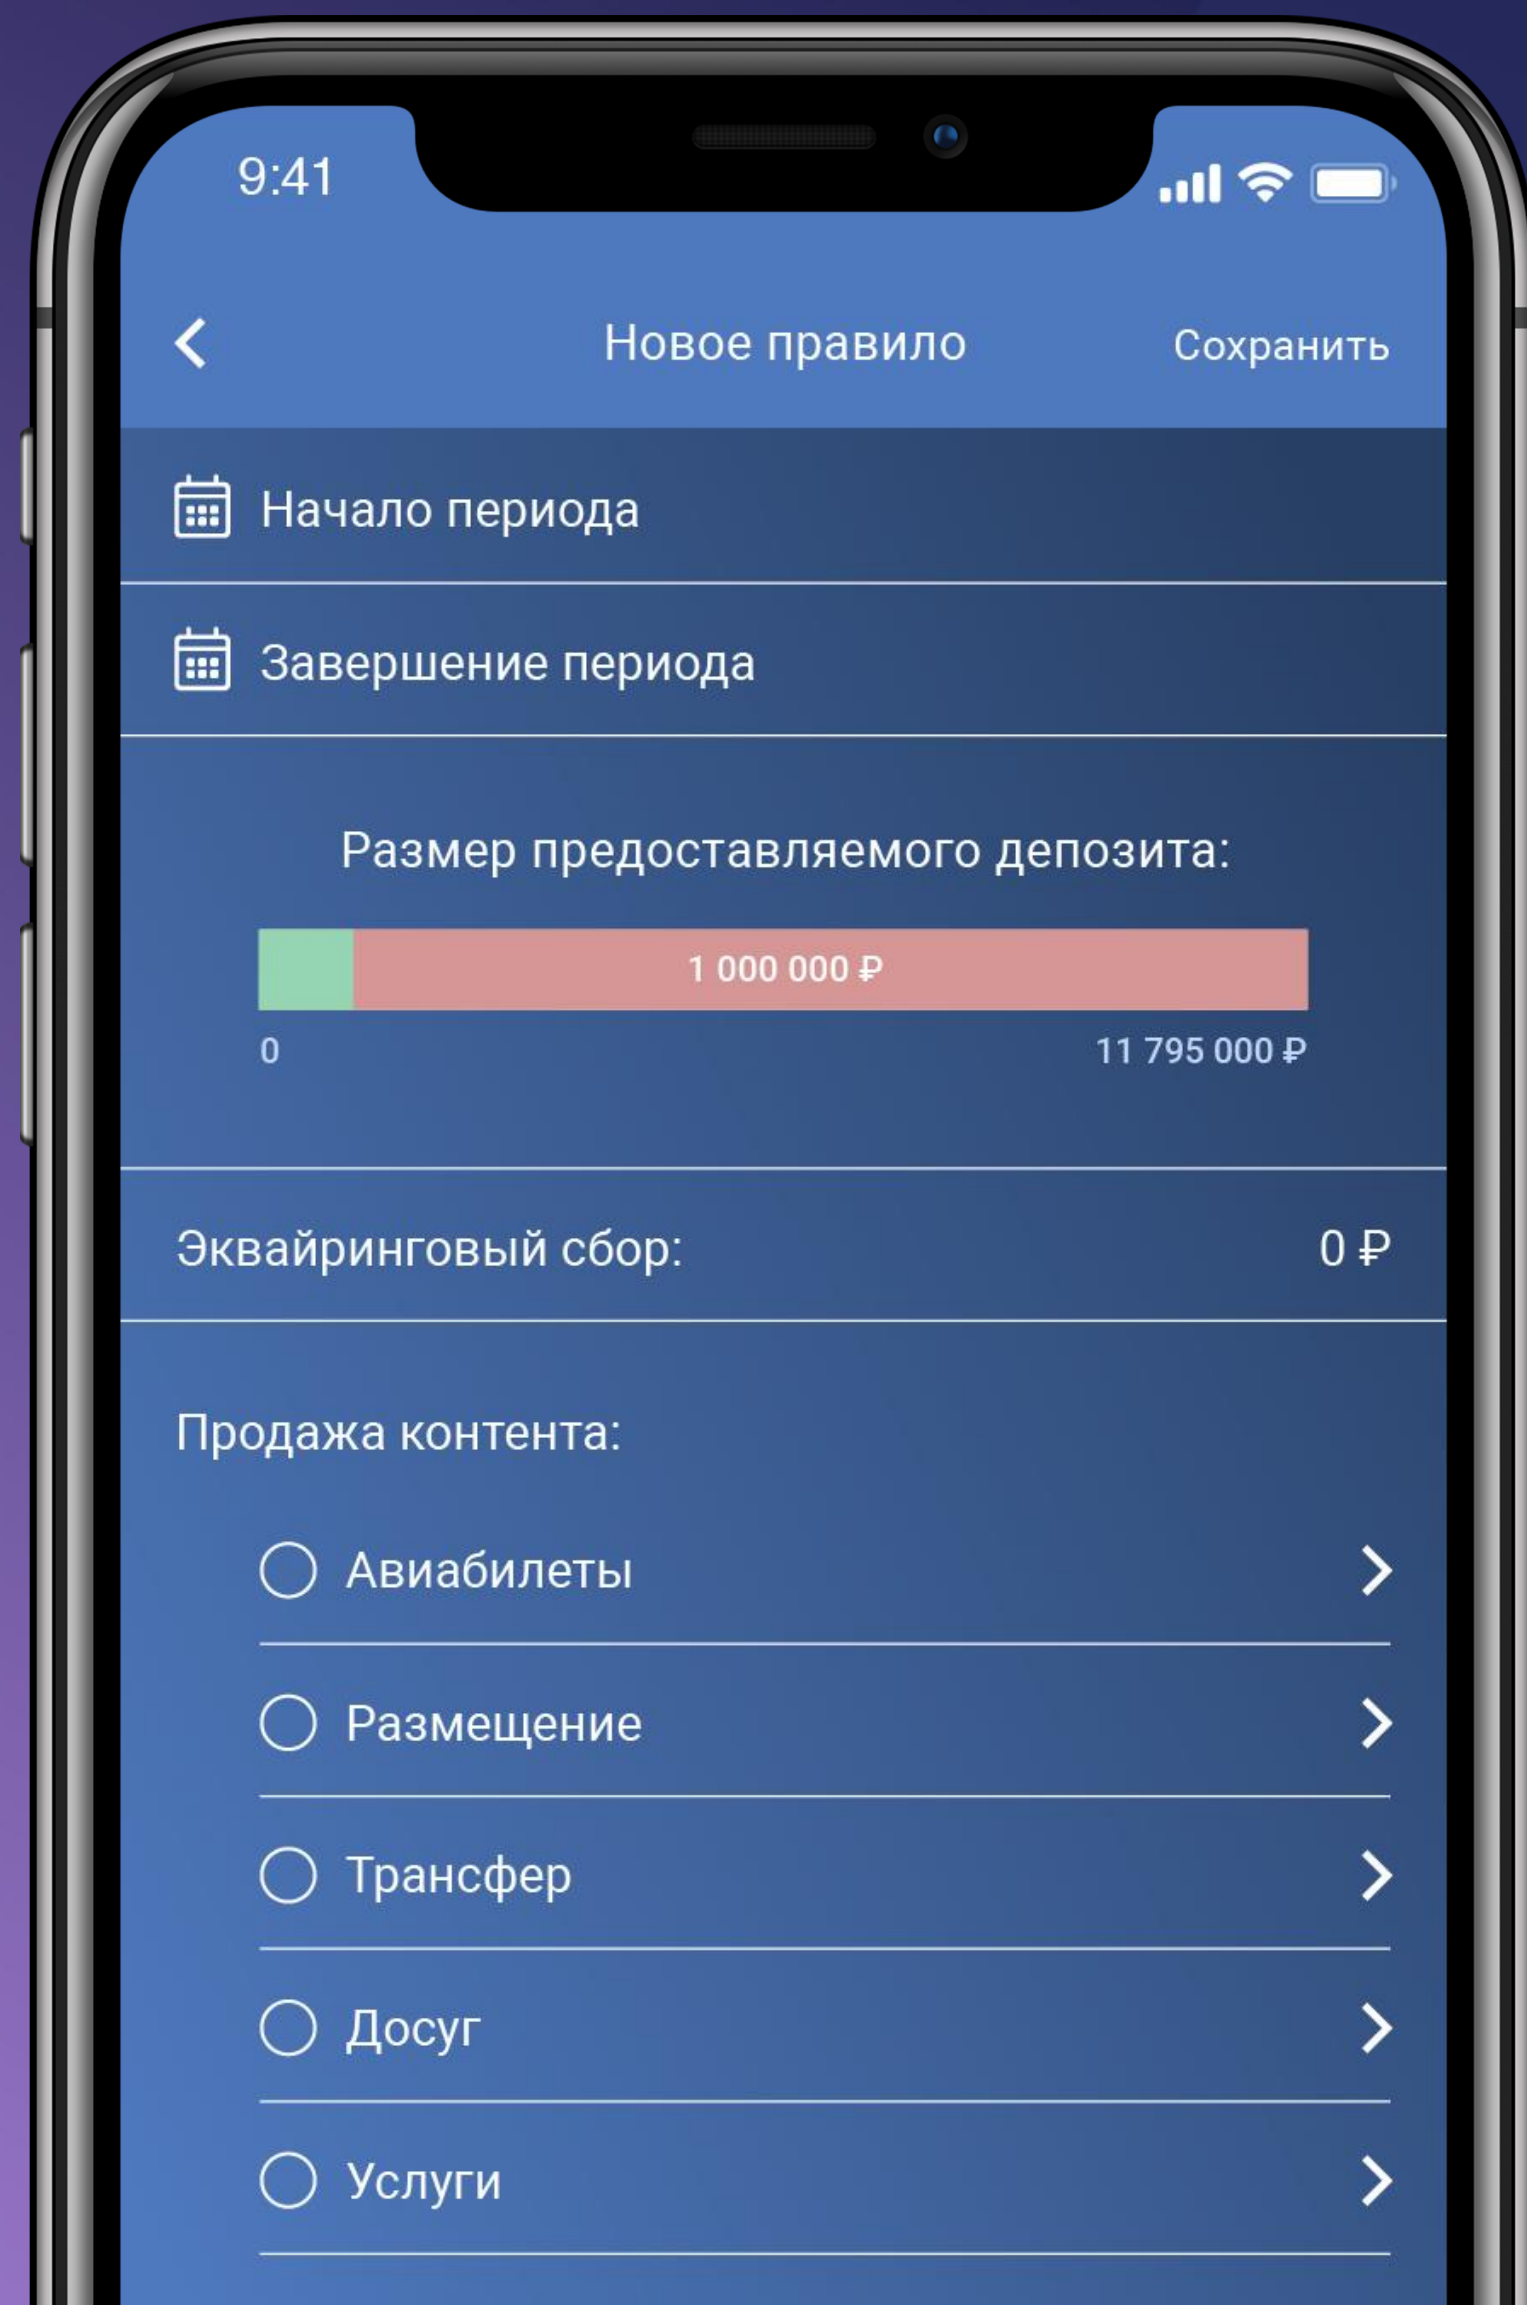 9:41
Новое правило
Сохранить
Начало периода
Завершение периода
Размер предоставляемого депозита:
1 000 000 ₽
0
11 795 000 ₽
Эквайринговый сбор:
0 ₽
Продажа контента:
Авиабилеты
Размещение
Трансфер
Досуг
Услуги